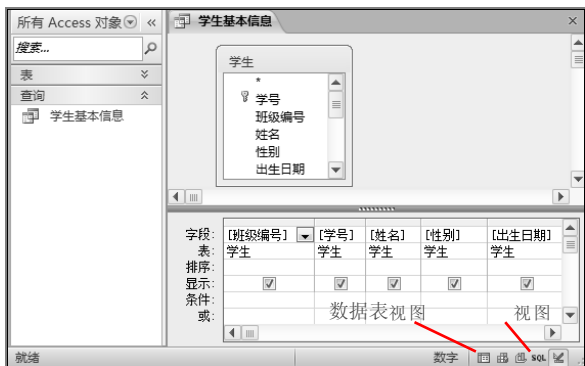 所有 Access 对象
搜索...
表
查询
学生基本信息
学生基本信息
学生
*
学号
班级编号
姓名
性别
出生日期
字段: [班级编号] [学号] [姓名] [性别] [出生日期]
表: 学生 学生 学生 学生 学生
排序:
显示:
条件:
或:
数据表视图 视图
就绪 数字 SQL